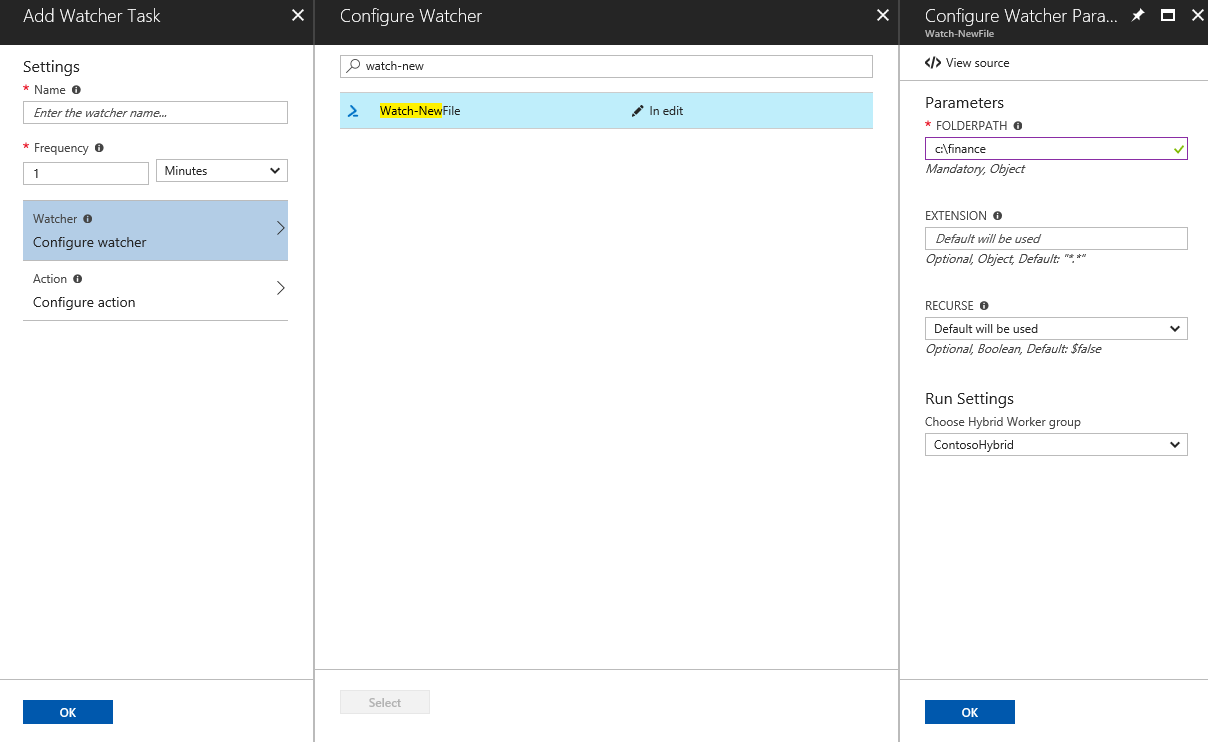 Add Watcher Task
Settings
* Name
Enter the watcher name...
* Frequency
1
Minutes
Watcher
Configure watcher
Action
Configure action
OK
Configure Watcher
watch-new
Watch-NewFile
In edit
Select
Configure Watcher Para...
Watch-NewFile
</> View source
Parameters
* FOLDERPATH
c:\finance
Mandatory, Object
EXTENSION
Default will be used
Optional, Object, Default: "*.*"
RECURSE
Default will be used
Optional, Boolean, Default: $false
Run Settings
Choose Hybrid Worker group
ContosoHybrid
OK